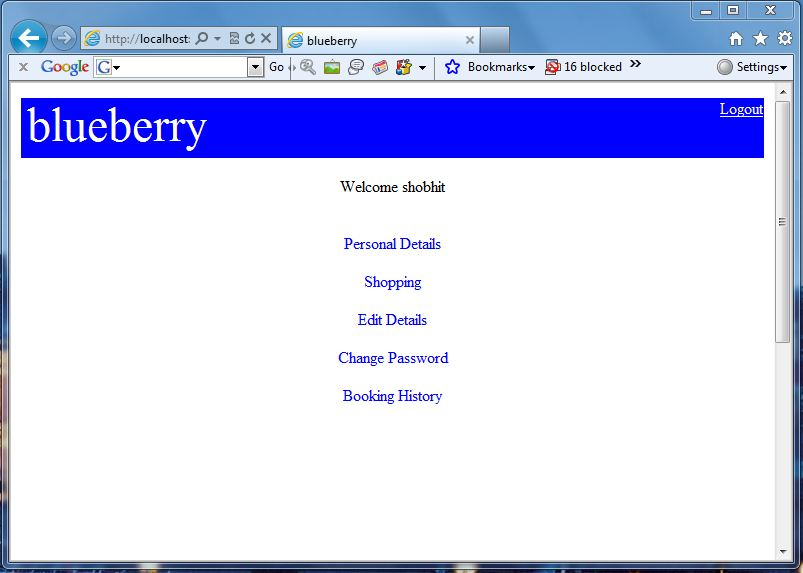 http://localhost:
blueberry
Google
G
Go
Bookmarks
16 blocked
Settings
blueberry
Logout
Welcome shobhit
Personal Details
Shopping
Edit Details
Change Password
Booking History